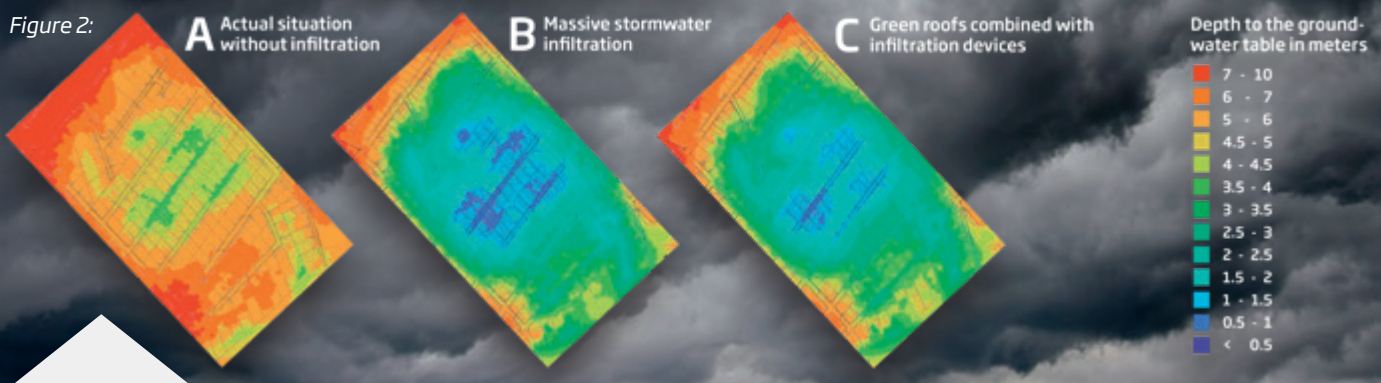 Figure 2:
A Actual situation
without infiltration
B Massive stormwater
infiltration
C Green roofs combined with
infiltration devices
Depth to the ground-
water table in meters
7 - 10
6 - 7
5 - 6
4.5 - 5
4 - 4.5
3.5 - 4
3 - 3.5
2.5 - 3
2 - 2.5
1.5 - 2
1 - 1.5
0.5 - 1
< 0.5